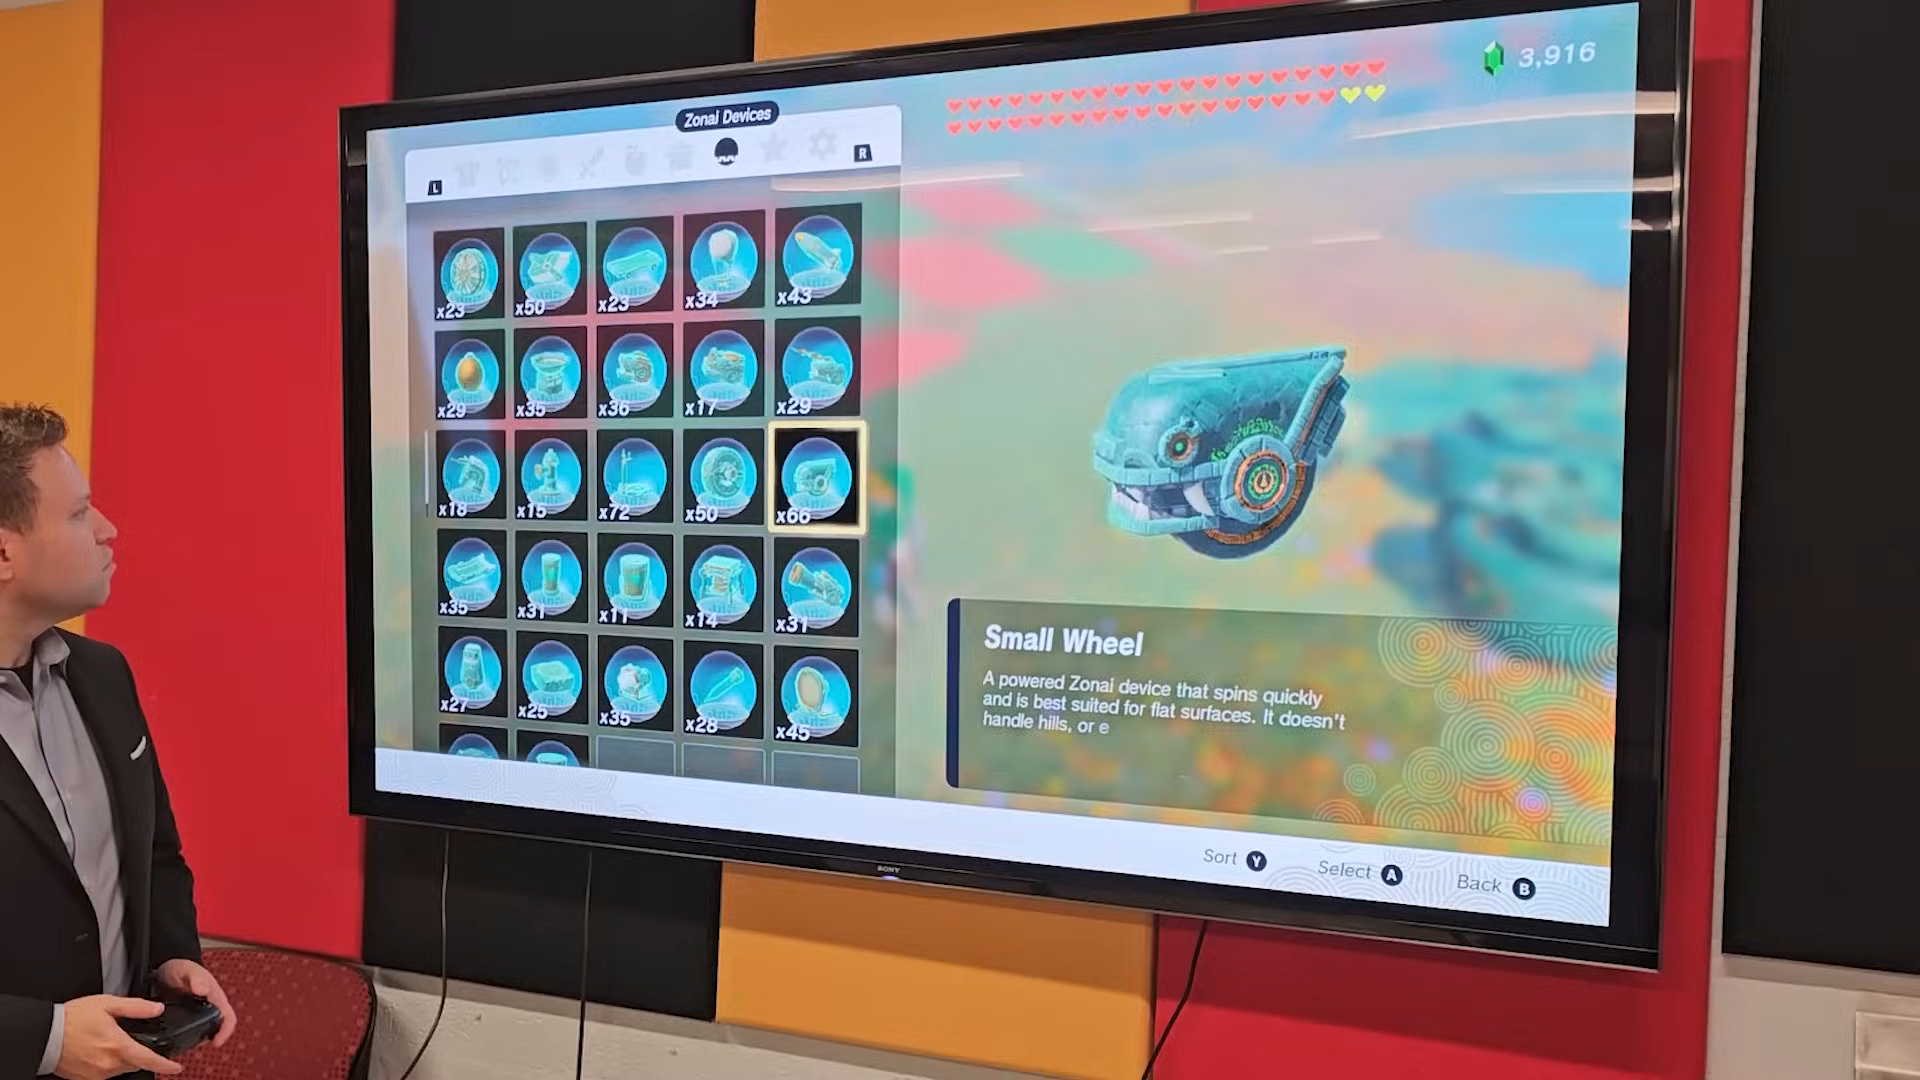 3,916
Zonai Devices
L
R
x23 x50 x23 x34 x43
x29 x35 x36 x17 x29
x18 x15 x72 x50 x66
x35 x31 x11 x14 x31
x27 x25 x35 x28 x45
Small Wheel
A powered Zonai device that spins quickly
and is best suited for flat surfaces. It doesn't
handle hills, or e
Sort Y Select A Back B
SONY